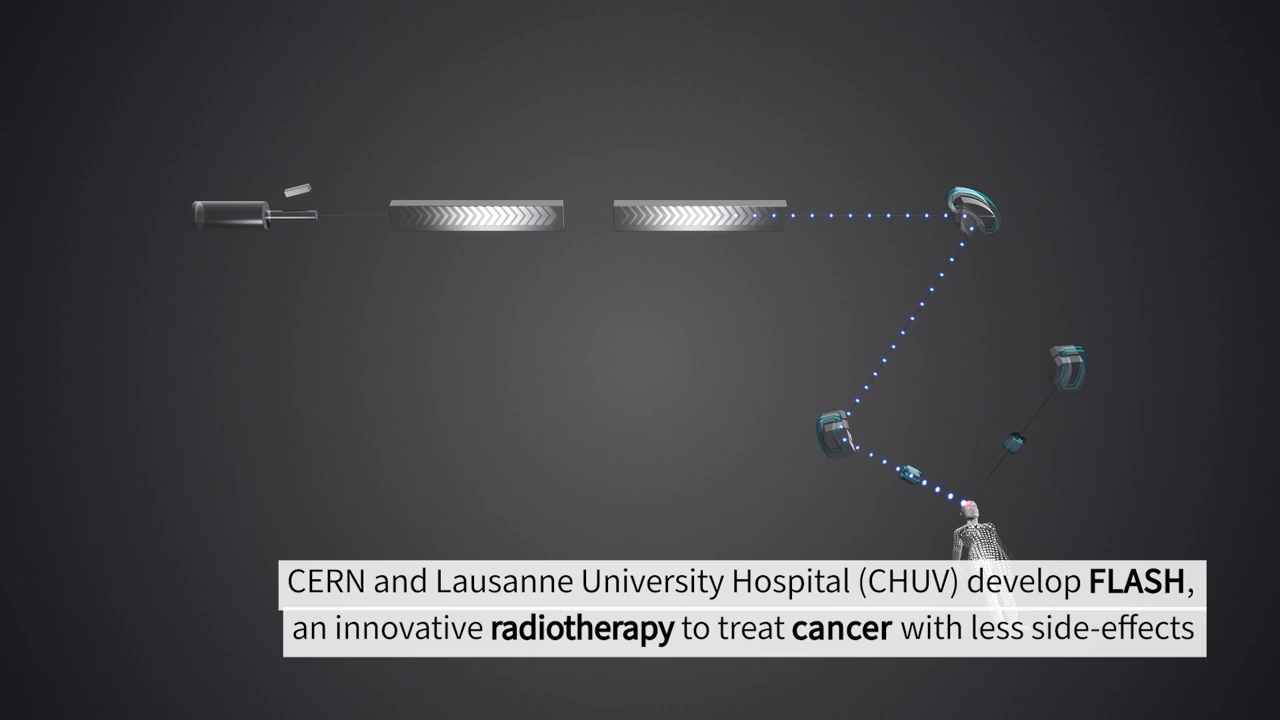 CERN and Lausanne University Hospital (CHUV) develop FLASH,
an innovative radiotherapy to treat cancer with less side-effects